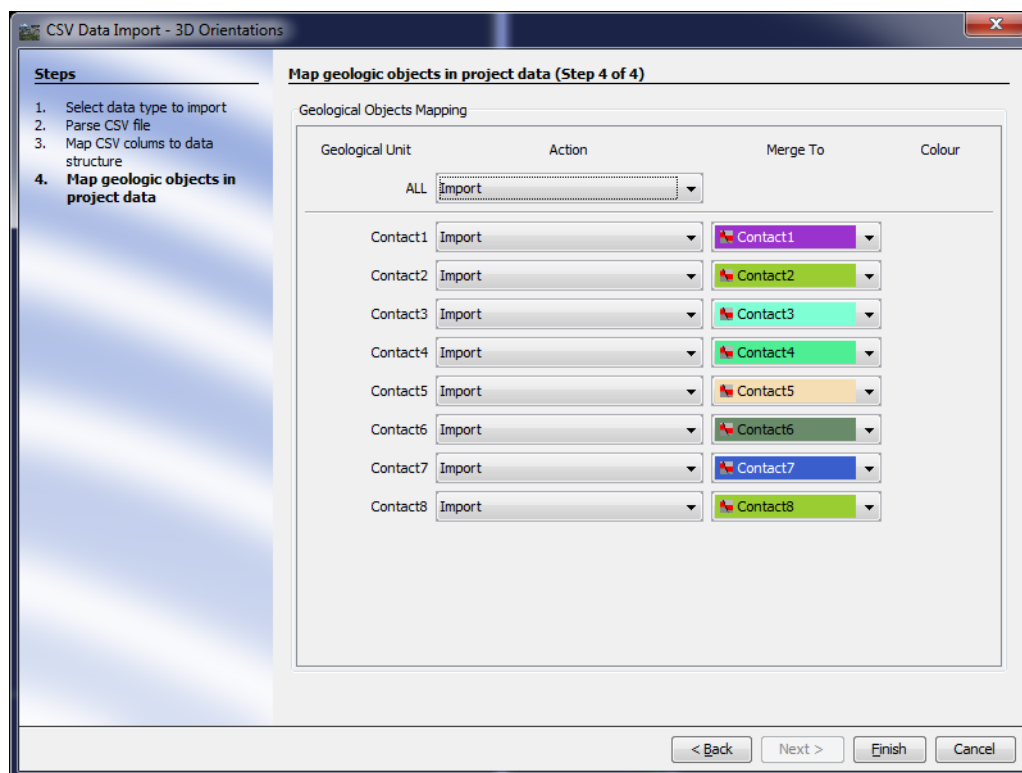 CSV Data Import - 3D Orientations
Steps
1. Select data type to import
2. Parse CSV file
3. Map CSV colums to data
structure
4. Map geologic objects in
project data
Map geologic objects in project data (Step 4 of 4)
Geological Objects Mapping
Geological Unit Action Merge To Colour
ALL Import
Contact1 Import Contact1
Contact2 Import Contact2
Contact3 Import Contact3
Contact4 Import Contact4
Contact5 Import Contact5
Contact6 Import Contact6
Contact7 Import Contact7
Contact8 Import Contact8
< Back Next > Finish Cancel